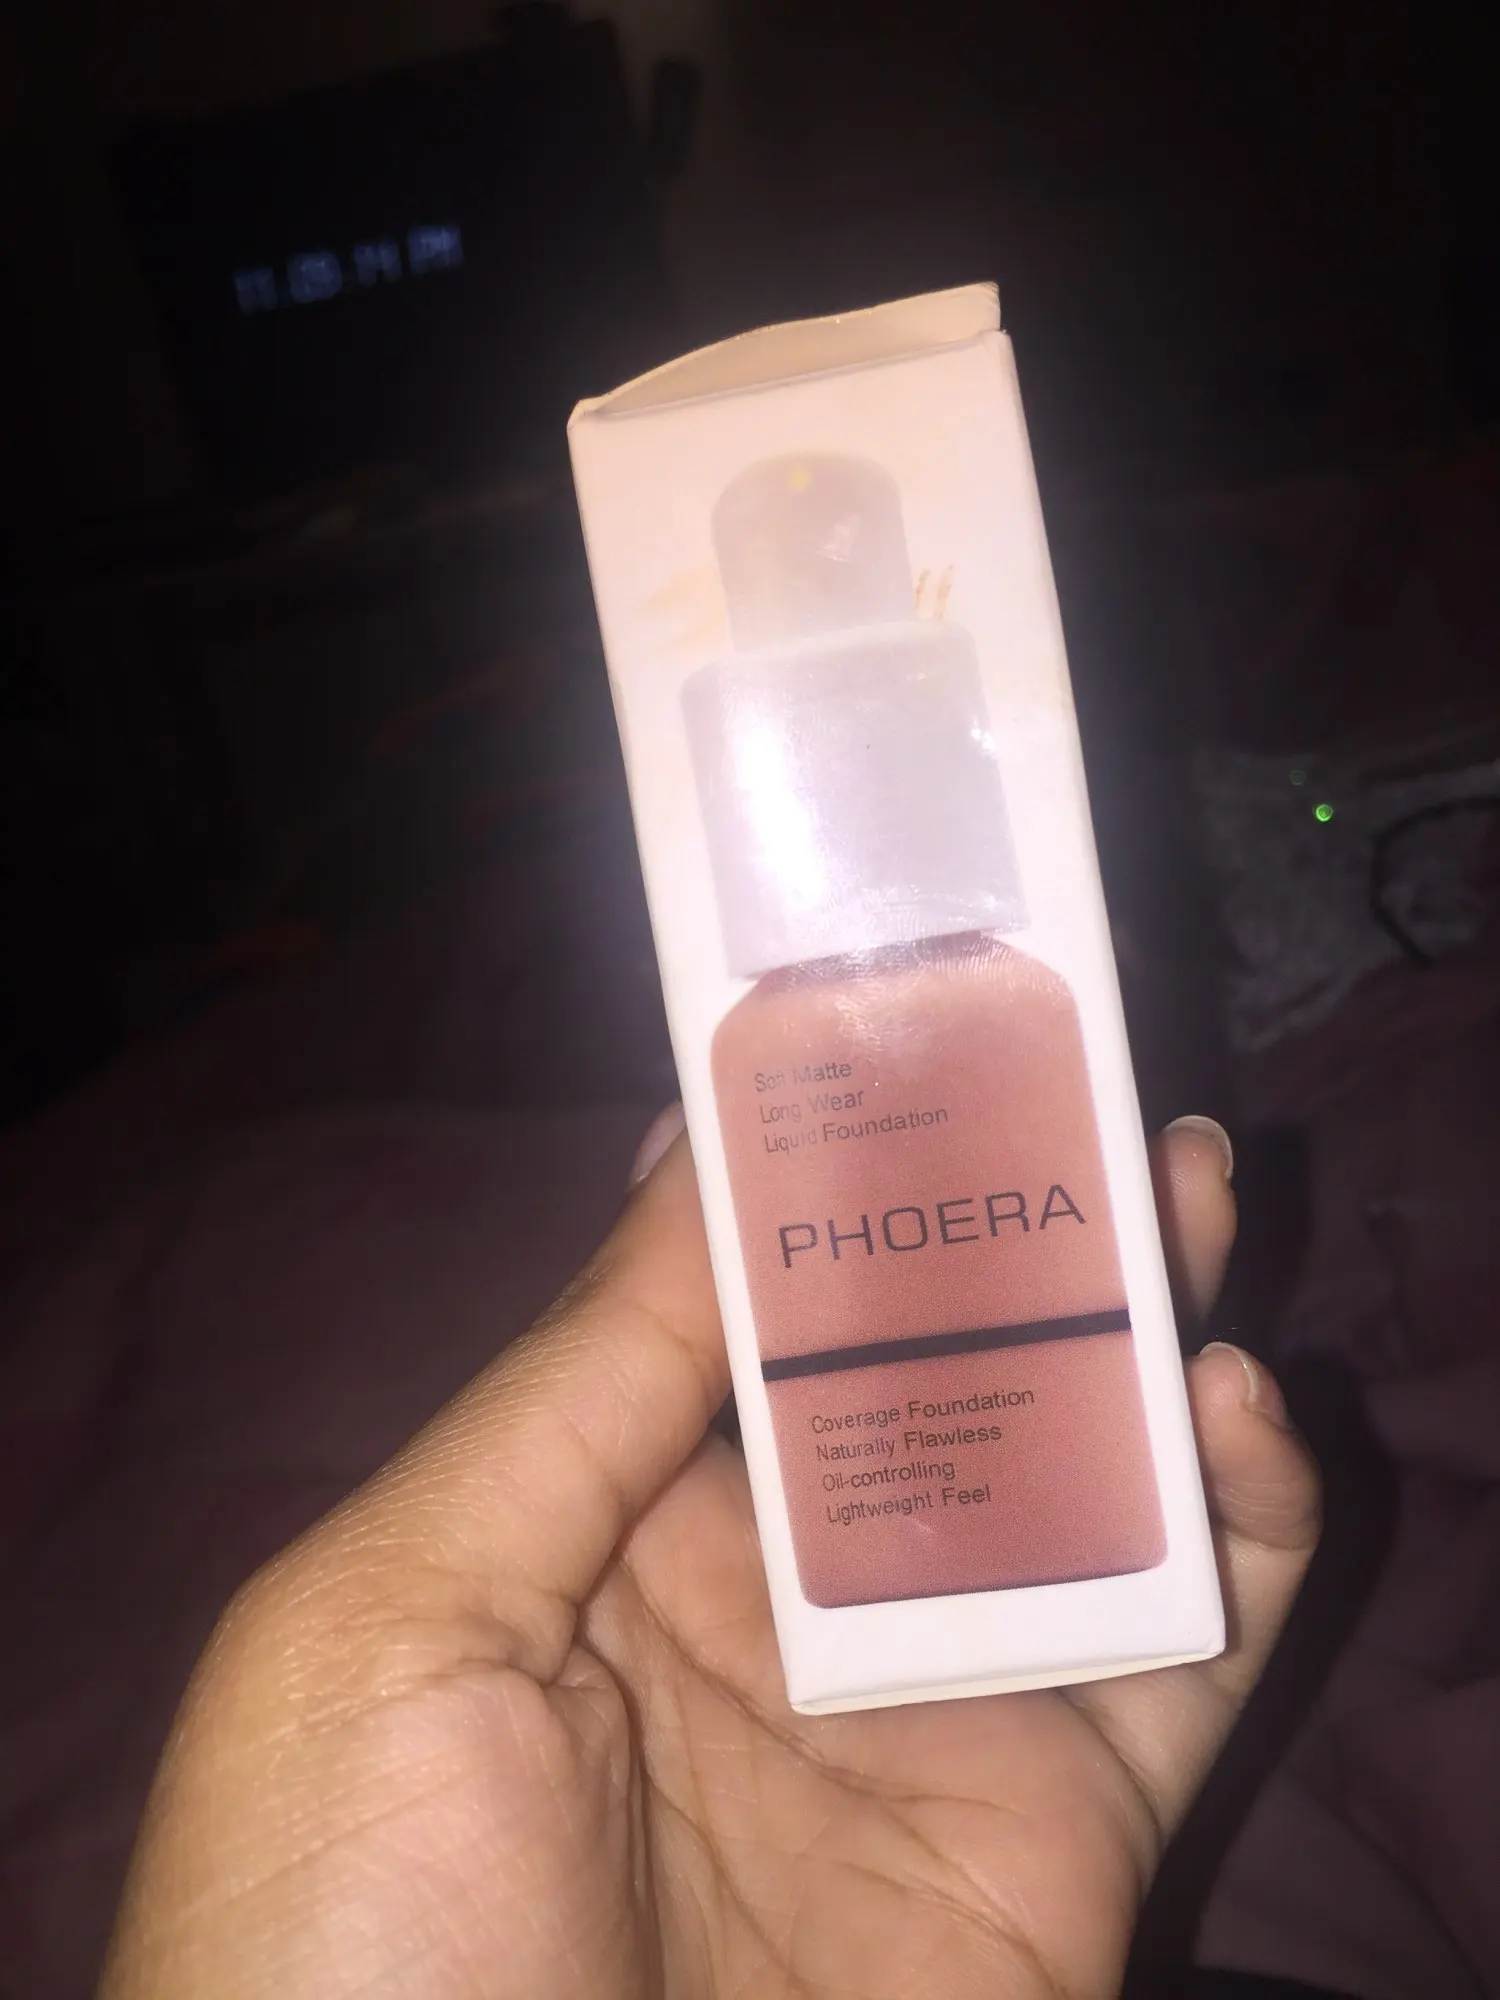 Soft Matte
Long Wear
Liquid Foundation
PHOERA
Coverage Foundation
Naturally Flawless
Oil-controlling
Lightweight Feel